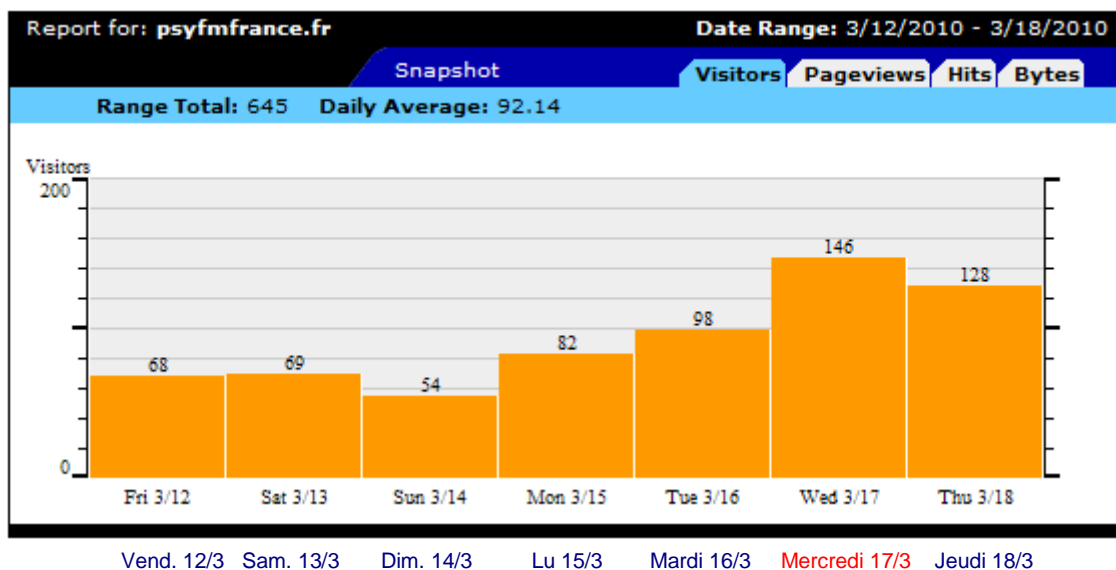 Report for: psyfmfrance.fr Date Range: 3/12/2010 - 3/18/2010
Snapshot Visitors Pageviews Hits Bytes
Range Total: 645 Daily Average: 92.14
Visitors
200
146
128
98
82
68 69
54
0
Fri 3/12 Sat 3/13 Sun 3/14 Mon 3/15 Tue 3/16 Wed 3/17 Thu 3/18
Vend. 12/3 Sam. 13/3 Dim. 14/3 Lu 15/3 Mardi 16/3 Mercredi 17/3 Jeudi 18/3